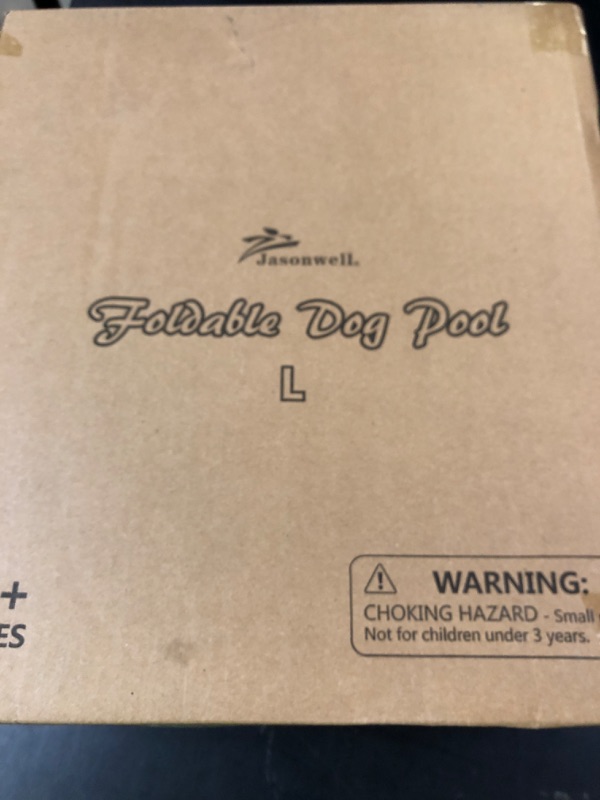 Jasonwell.
Foldable Dog Pool
L
+
ES
WARNING:
CHOKING HAZARD - Small
Not for children under 3 years.